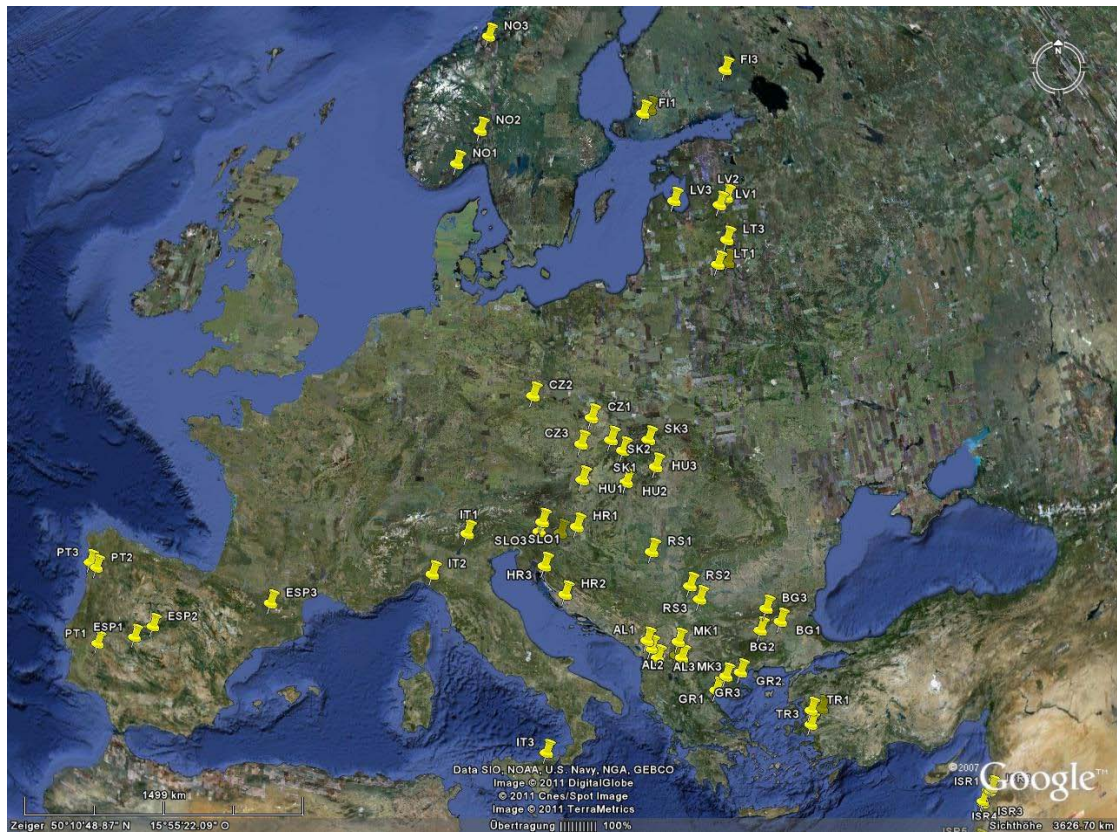 NO3
N
FI3
FI1
NO2
NO1
LV2
LV3
LV1
LT3
LT1
CZ2
CZ1
CZ3
SK3
SK2
HU3
SK1
HU1
HU2
IT1
HR1
SLO3
SLO1
RS1
PT3
PT2
IT2
HR3
RS2
ESP3
HR2
RS3
BG3
ESP2
PT1
ESP1
BG1
AL1
MK1
BG2
AL2
AL3
MK3
GR2
GR1
GR3
TR1
TR3
IT3
Data SIO, NOAA, U.S. Navy, NGA, GEBCO
Image © 2011 DigitalGlobe
© 2011 Cnes/Spot Image
Image © 2011 TerraMetrics
©2007
Google™
ISR1
ISR3
ISR4
ISR5
1499 km
Zeiger: 50°10'48.87" N 15°55'22.09" O
Übertragung |||||||||| 100%
Sichthöhe 3626.70 km